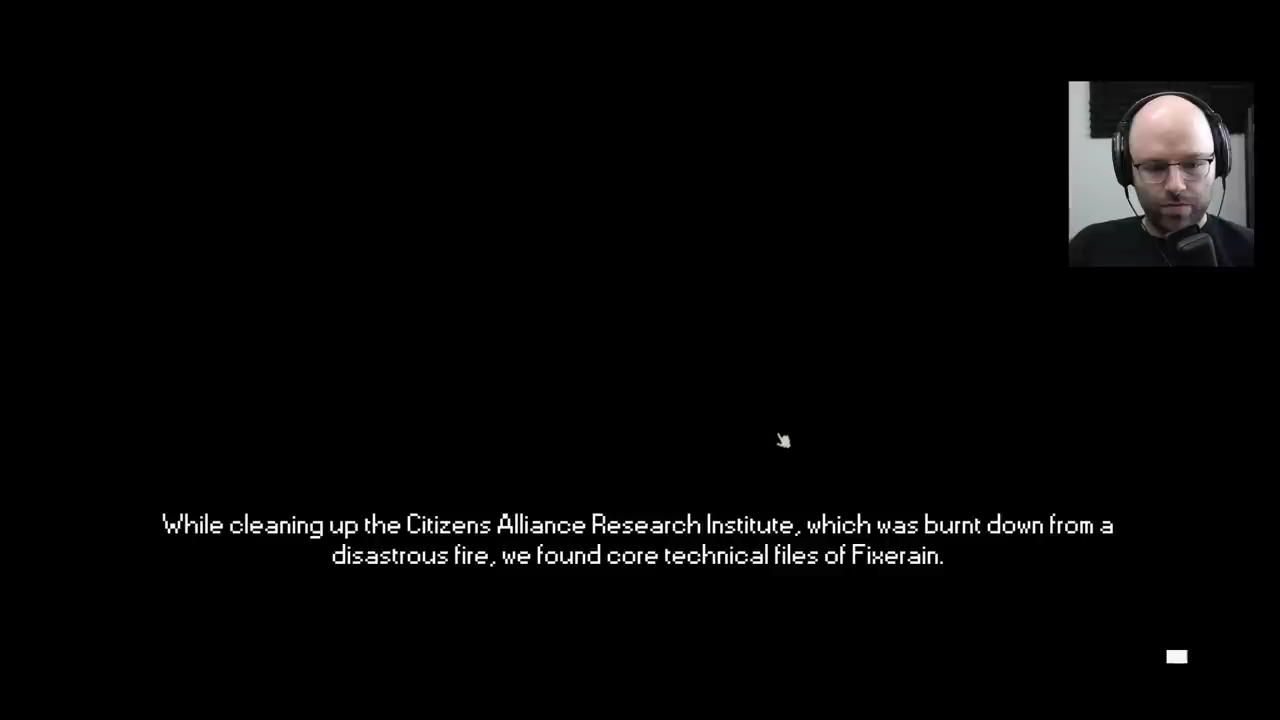 While cleaning up the Citizens Alliance Research Institute, which was burnt down from a
disastrous fire, we found core technical files of Fixerain.